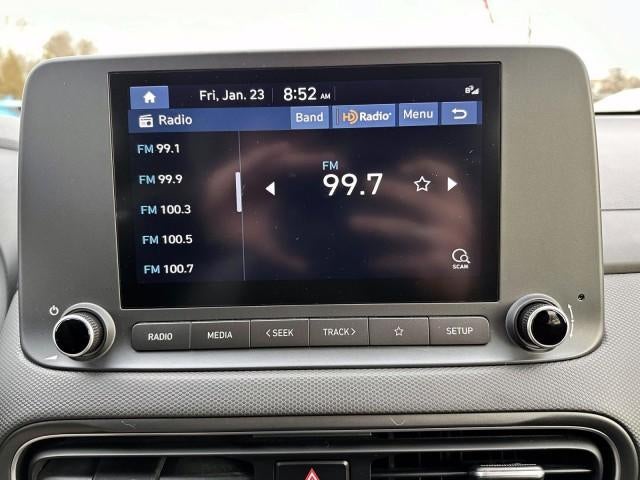 Fri, Jan. 23 8:52 AM
Radio Band HD Radio Menu
FM 99.1
FM 99.9
FM 100.3
FM 100.5
FM 100.7
FM
99.7
SCAN
RADIO MEDIA <SEEK TRACK> SETUP